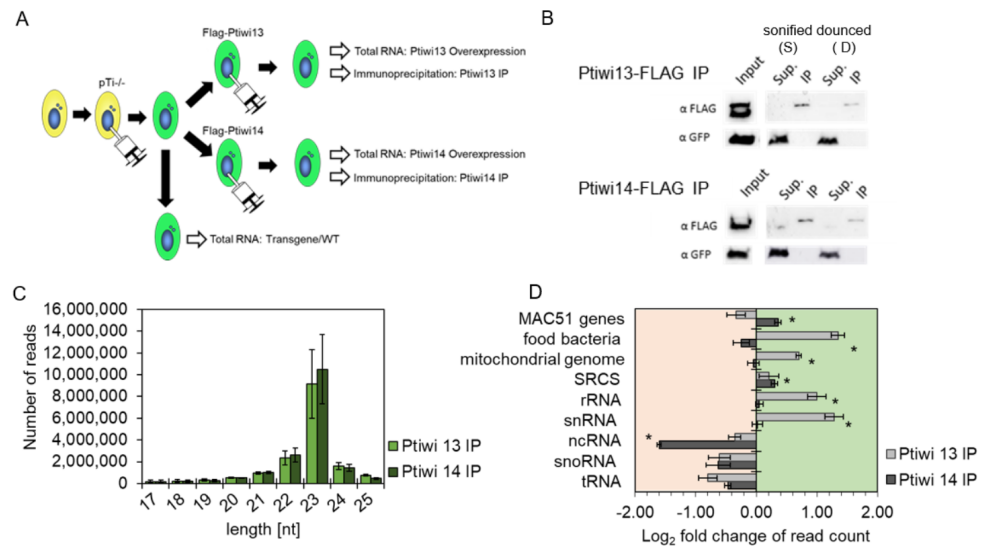 A
Flag-Ptiwi13
Total RNA: Ptiwi13 Overexpression
Immunoprecipitation: Ptiwi13 IP
pTi-/-
Flag-Ptiwi14
Total RNA: Ptiwi14 Overexpression
Immunoprecipitation: Ptiwi14 IP
Total RNA: Transgene/WT
B
sonified dounced
(S) ( D)
Ptiwi13-FLAG IP
Input Sup. IP Sup. IP
α FLAG
α GFP
Ptiwi14-FLAG IP
Input Sup. IP Sup. IP
α FLAG
α GFP
C
Number of reads
16,000,000
14,000,000
12,000,000
10,000,000
8,000,000
6,000,000
4,000,000
2,000,000
0
17 18 19 20 21 22 23 24 25
length [nt]
Ptiwi 13 IP
Ptiwi 14 IP
D
MAC51 genes *
food bacteria *
mitochondrial genome *
SRCS *
rRNA *
snRNA *
ncRNA *
snoRNA
tRNA
-2.00 -1.00 0.00 1.00 2.00
Log2 fold change of read count
Ptiwi 13 IP
Ptiwi 14 IP